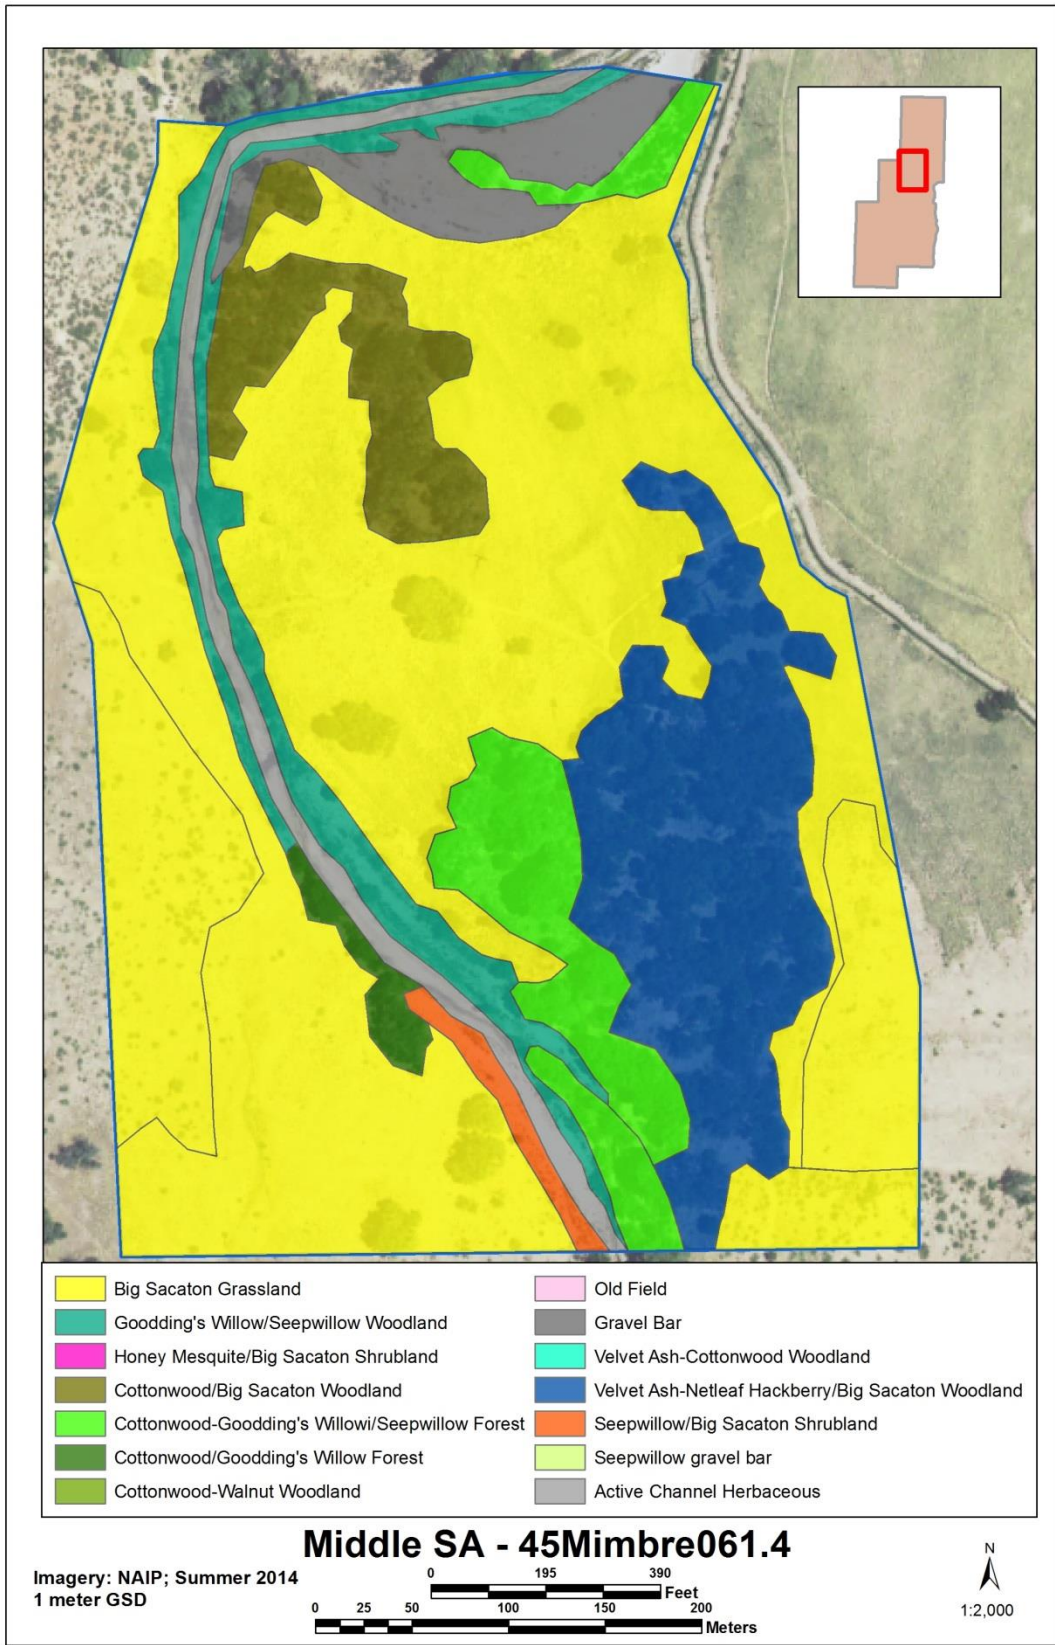 Big Sacaton Grassland
Goodding's Willow/Seepwillow Woodland
Honey Mesquite/Big Sacaton Shrubland
Cottonwood/Big Sacaton Woodland
Cottonwood-Goodding's Willowi/Seepwillow Forest
Cottonwood/Goodding's Willow Forest
Cottonwood-Walnut Woodland
Old Field
Gravel Bar
Velvet Ash-Cottonwood Woodland
Velvet Ash-Netleaf Hackberry/Big Sacaton Woodland
Seepwillow/Big Sacaton Shrubland
Seepwillow gravel bar
Active Channel Herbaceous
Middle SA - 45Mimbre061.4
Imagery: NAIP; Summer 2014
1 meter GSD
0 195 390
Feet
0 25 50 100 150 200
Meters
N
1:2,000